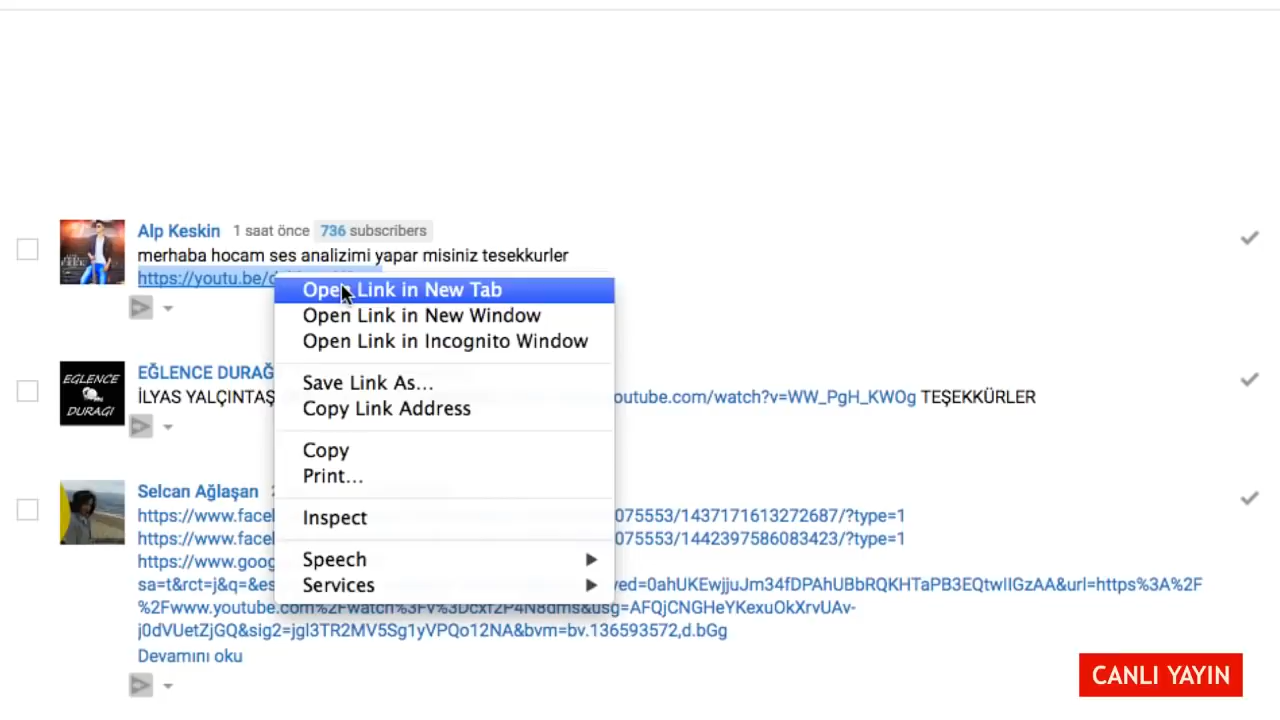 Alp Keskin 1 saat önce 736 subscribers
merhaba hocam ses analizimi yapar misiniz tesekkurler
https://youtu.be/
Open Link in New Tab
Open Link in New Window
Open Link in Incognito Window
Save Link As...
Copy Link Address
Copy
Print...
Inspect
Speech
Services
EĞLENCE DURAĞ
EGLENCE
DURAGI
İLYAS YALÇINTAŞ outube.com/watch?v=WW_PgH_KWOg TEŞEKKÜRLER
Selcan Ağlaşan
https://www.face 075553/1437171613272687/?type=1
https://www.face 075553/1442397586083423/?type=1
https://www.goog
sa=t&rct=j&q=&es ved=0ahUKEwjjuJm34fDPAhUBbRQKHTaPB3EQtwIIGzAA&url=https%3A%2F
%2Fwww.youtube.com%2Fwatch%3Fv%3Dcxf2P4N8dms&usg=AFQjCNGHeYKexuOkXrvUAv-
j0dVUetZjGQ&sig2=jgl3TR2MV5Sg1yVPQo12NA&bvm=bv.136593572,d.bGg
Devamını oku
CANLI YAYIN